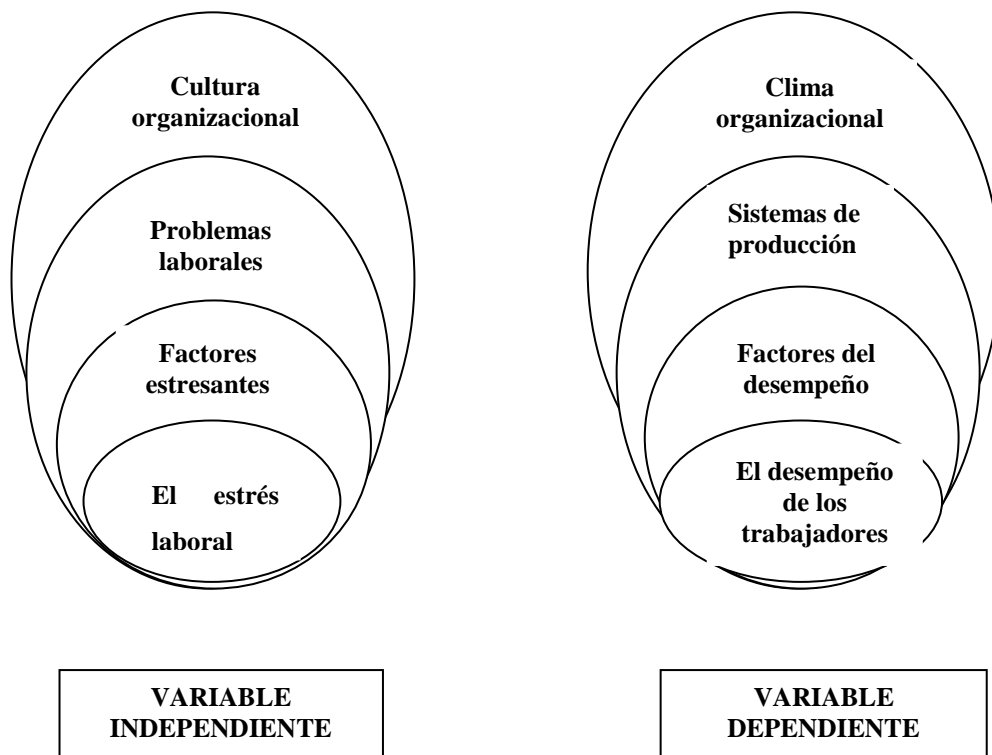 Cultura
organizacional
Problemas
laborales
Factores
estresantes
El estrés
laboral
VARIABLE
INDEPENDIENTE
Clima
organizacional
Sistemas de
producción
Factores del
desempeño
El desempeño
de los
trabajadores
VARIABLE
DEPENDIENTE